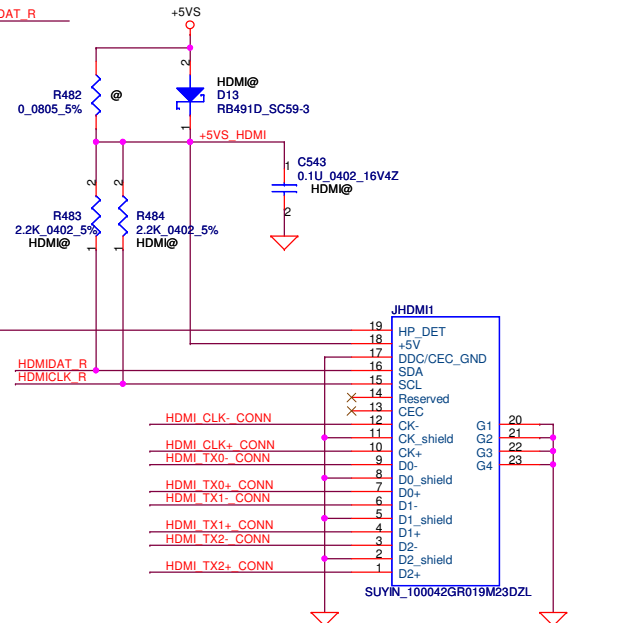 DAT_R
+5VS
2
HDMI@
R482
@
D13
0_0805_5%
RB491D_SC59-3
1
+5VS_HDMI
C543
1
0.1U_0402_16V4Z
2
2
HDMI@
2
R483
R484
2.2K_0402_5%
2.2K_0402_5%
HDMI@
1
1
HDMI@
JHDMI1
19 HP_DET
18 +5V
17 DDC/CEC_GND
HDMIDAT_R 16 SDA
HDMICLK_R 15 SCL
14 Reserved
13 CEC
HDMI_CLK-_CONN 12 CK- G1 20
11 CK_shield G2 21
HDMI_CLK+_CONN 10 CK+ G3 22
HDMI_TX0-_CONN 9 D0- G4 23
8 D0_shield
HDMI_TX0+_CONN 7 D0+
HDMI_TX1-_CONN 6 D1-
5 D1_shield
HDMI_TX1+_CONN 4 D1+
HDMI_TX2-_CONN 3 D2-
2 D2_shield
HDMI_TX2+_CONN 1 D2+
SUYIN_100042GR019M23DZL